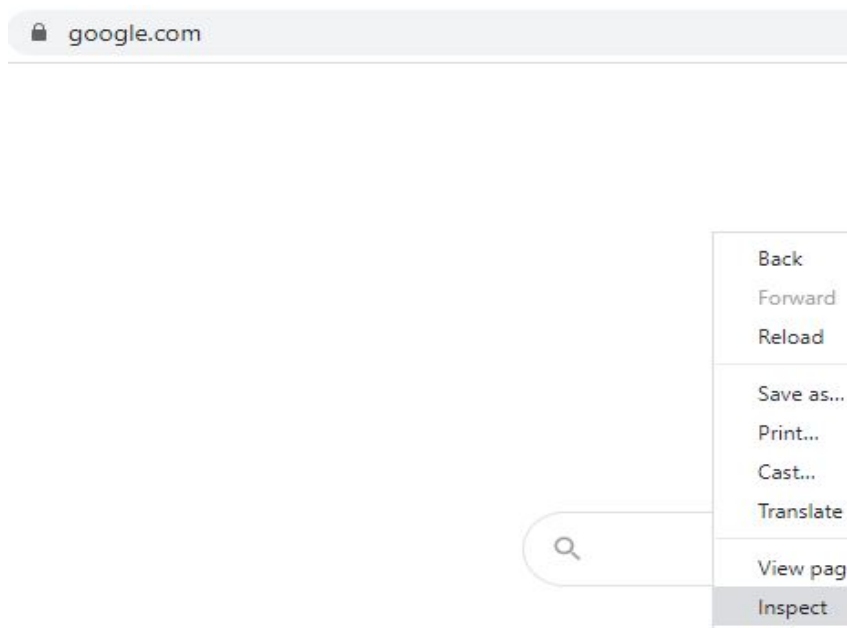 google.com
Back
Forward
Reload
Save as...
Print...
Cast...
Translate
View pag
Inspect